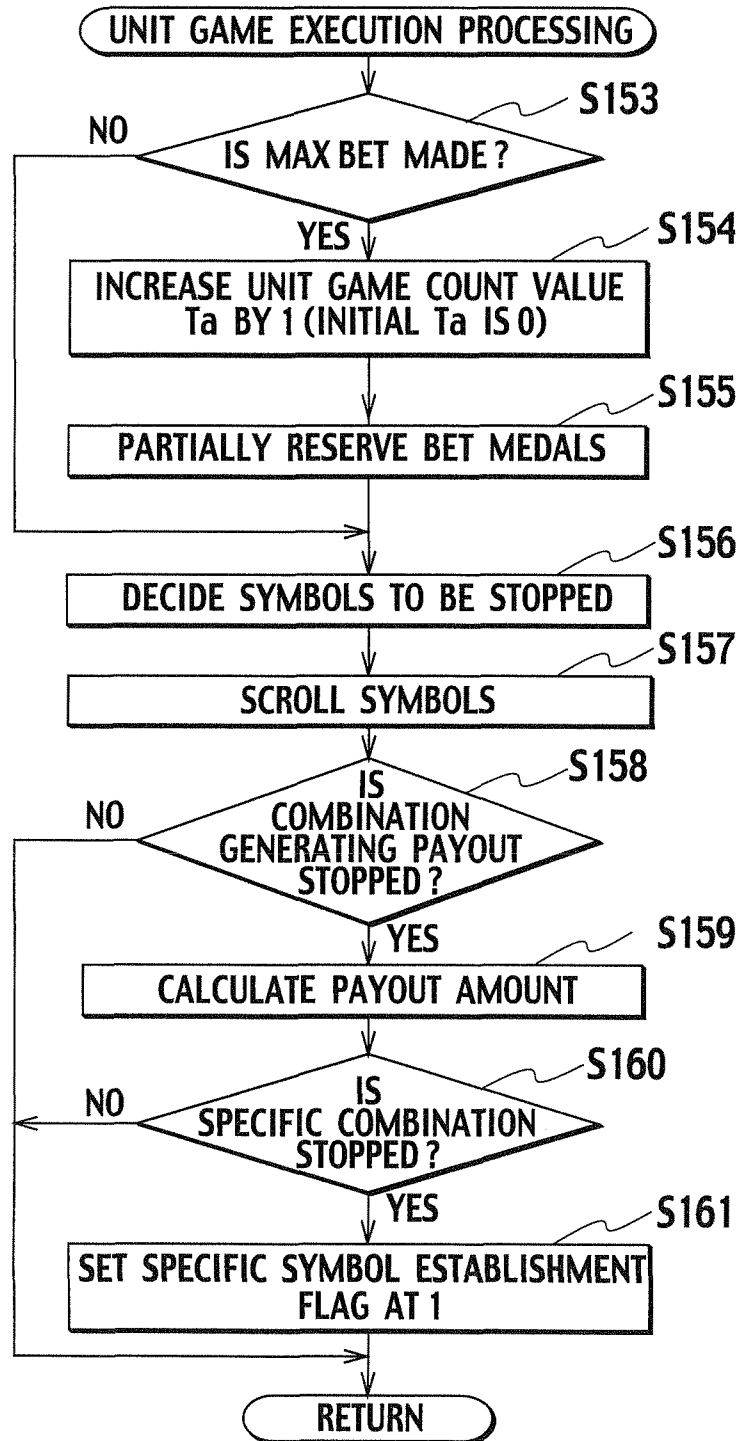 UNIT GAME EXECUTION PROCESSING
S153
NO
IS MAX BET MADE?
YES
S154
INCREASE UNIT GAME COUNT VALUE
Ta BY 1 (INITIAL Ta IS 0)
S155
PARTIALLY RESERVE BET MEDALS
S156
DECIDE SYMBOLS TO BE STOPPED
S157
SCROLL SYMBOLS
S158
NO
IS
COMBINATION
GENERATING PAYOUT
STOPPED?
YES
S159
CALCULATE PAYOUT AMOUNT
S160
NO
IS
SPECIFIC COMBINATION
STOPPED?
YES
S161
SET SPECIFIC SYMBOL ESTABLISHMENT
FLAG AT 1
RETURN